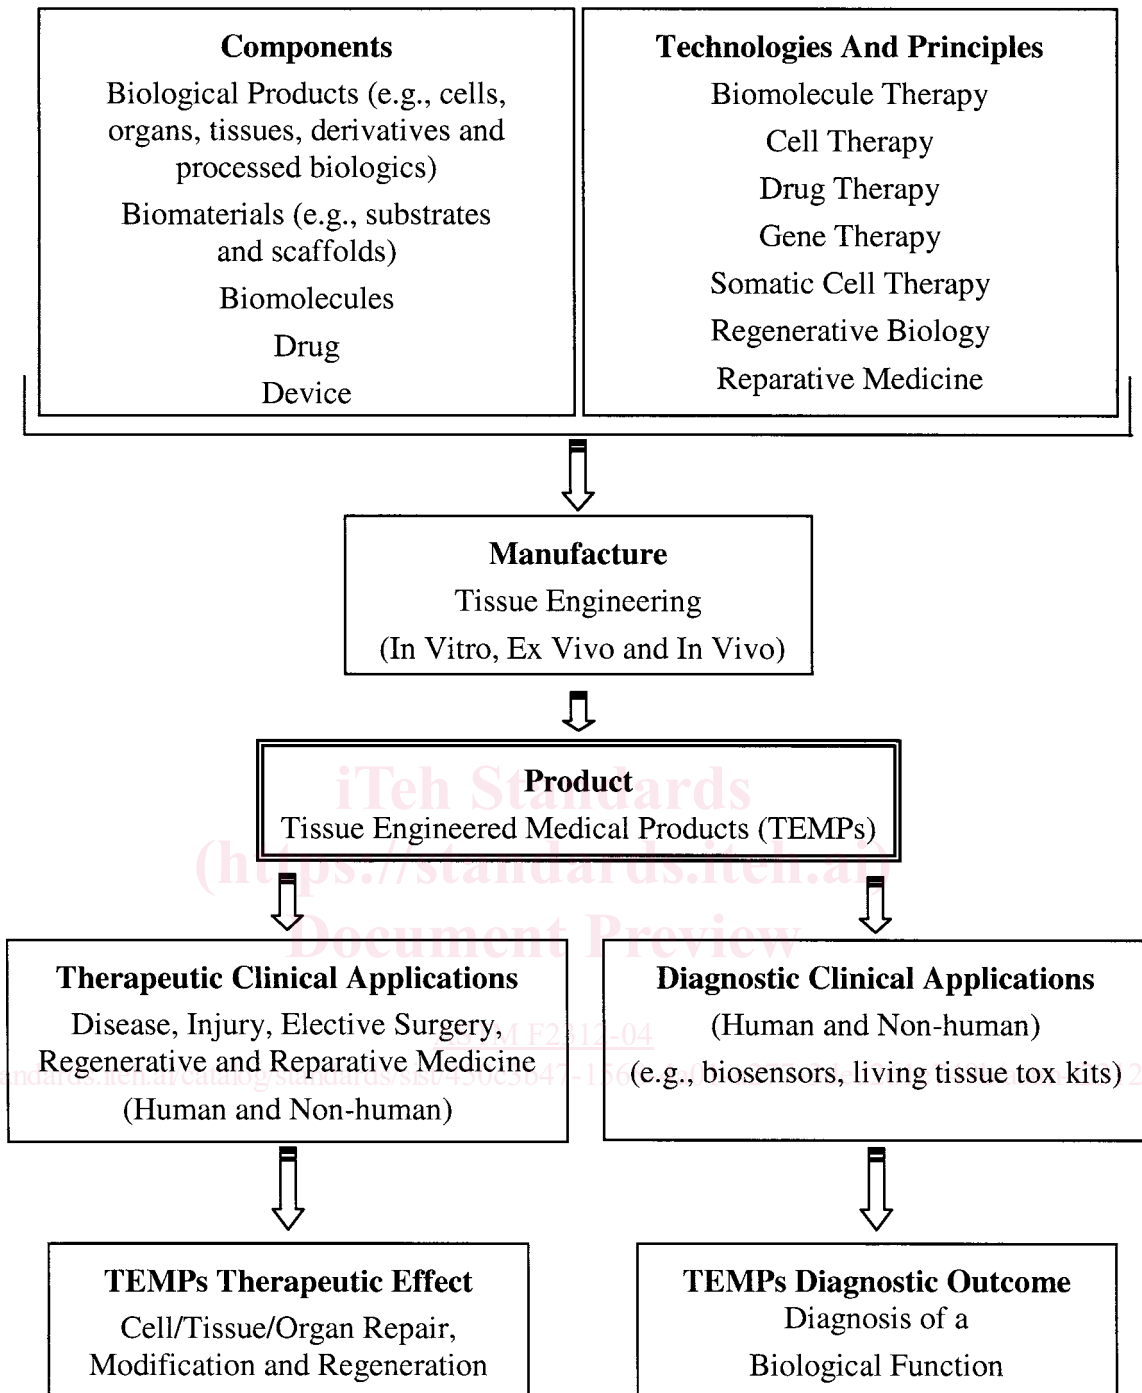 Components
Biological Products (e.g., cells,
organs, tissues, derivatives and
processed biologics)
Biomaterials (e.g., substrates
and scaffolds)
Biomolecules
Drug
Device
Technologies And Principles
Biomolecule Therapy
Cell Therapy
Drug Therapy
Gene Therapy
Somatic Cell Therapy
Regenerative Biology
Reparative Medicine
Manufacture
Tissue Engineering
(In Vitro, Ex Vivo and In Vivo)
Product
Tissue Engineered Medical Products (TEMPs)
iTeh Standards
(https://standards.iteh.ai)
Document Preview
Therapeutic Clinical Applications
Disease, Injury, Elective Surgery,
Regenerative and Reparative Medicine
(Human and Non-human)
Diagnostic Clinical Applications
(Human and Non-human)
(e.g., biosensors, living tissue tox kits)
ASTM F2312-04
TEMPs Therapeutic Effect
Cell/Tissue/Organ Repair,
Modification and Regeneration
TEMPs Diagnostic Outcome
Diagnosis of a
Biological Function